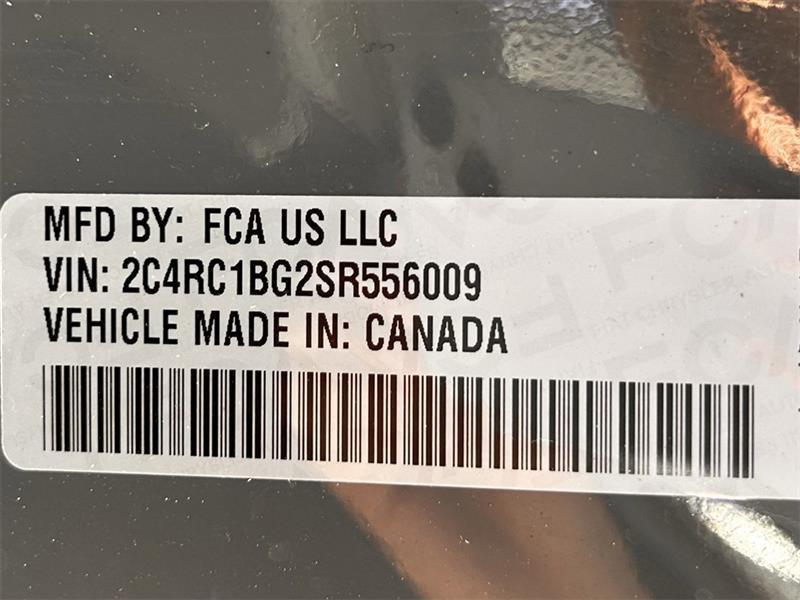 MFD BY: FCA US LLC
VIN: 2C4RC1BG2SR556009
VEHICLE MADE IN: CANADA